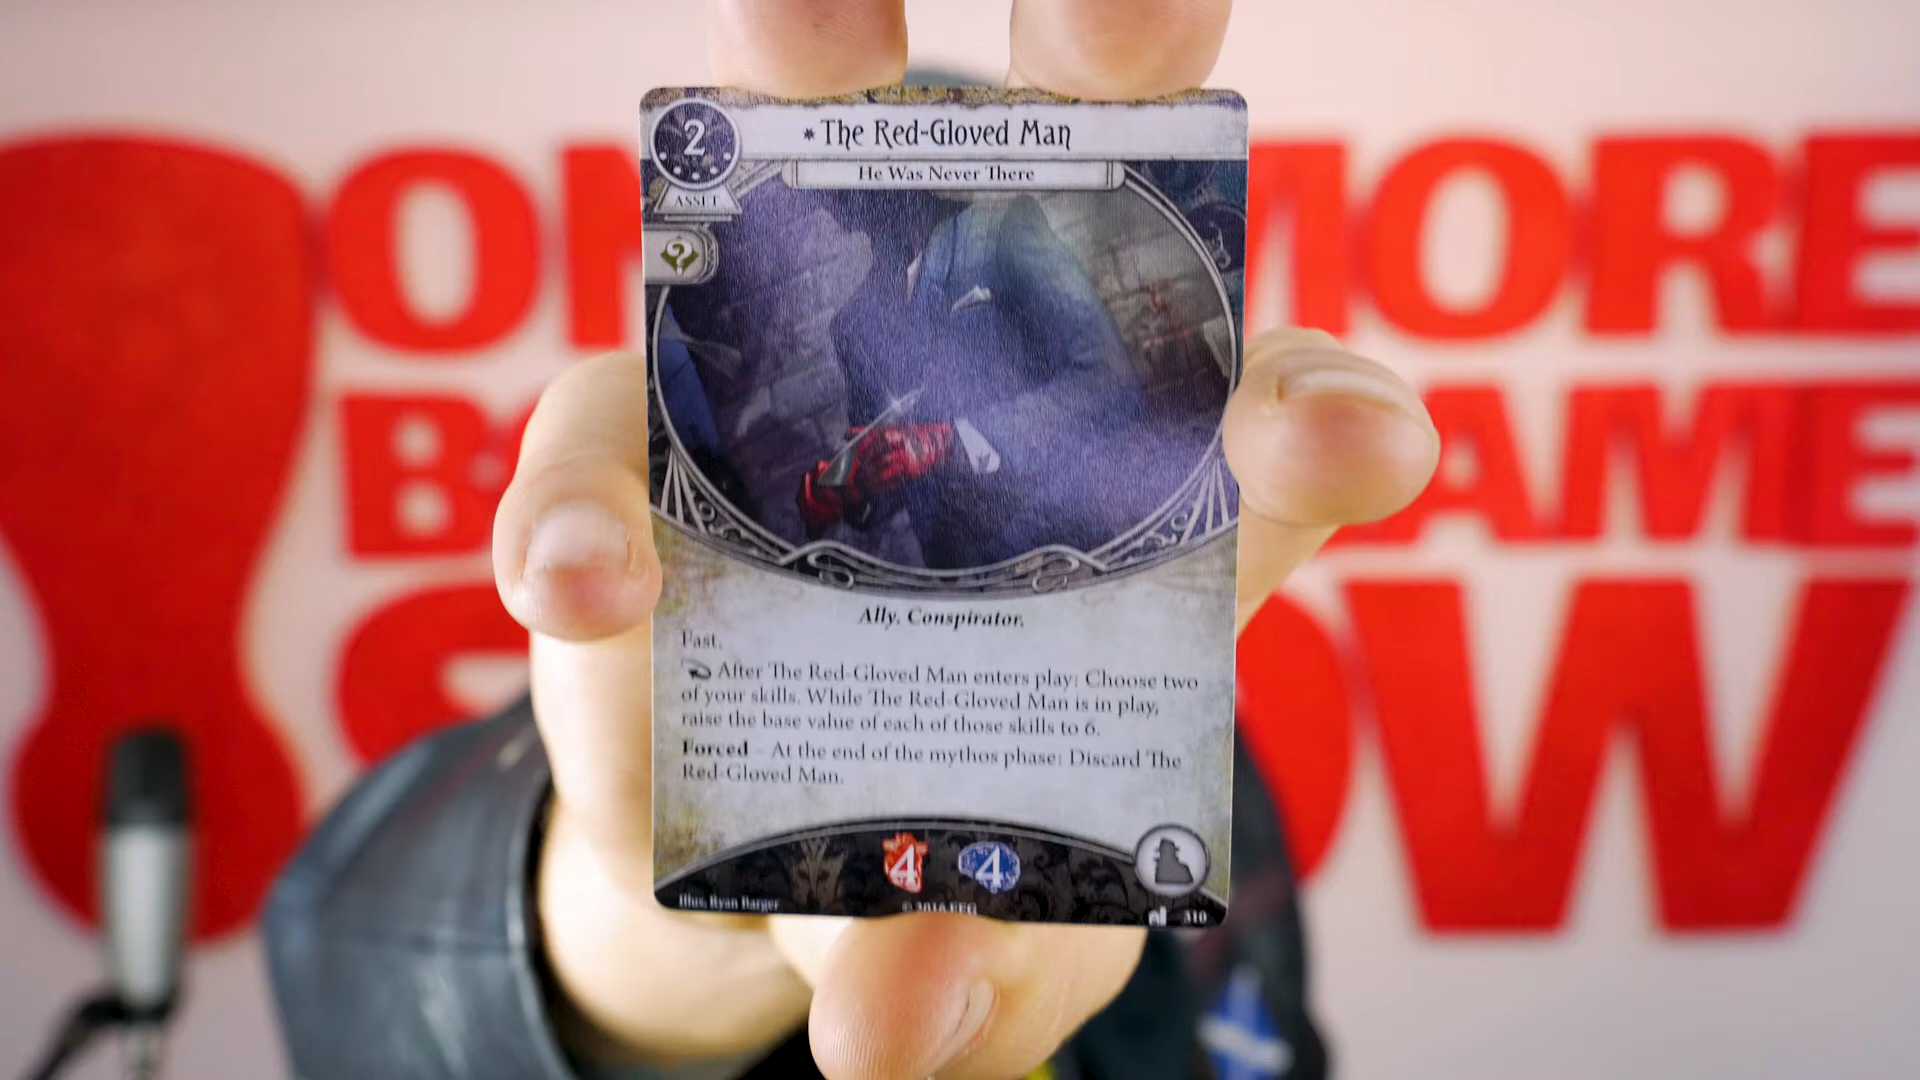 2
*The Red-Gloved Man
He Was Never There
ASSET
?
Ally. Conspirator.
Fast.
After The Red-Gloved Man enters play: Choose two
of your skills. While The Red-Gloved Man is in play,
raise the base value of each of those skills to 6.
Forced – At the end of the mythos phase: Discard The
Red-Gloved Man.
4 4
Illus. Ryan Barger
© 2016 FFG
310
MORE